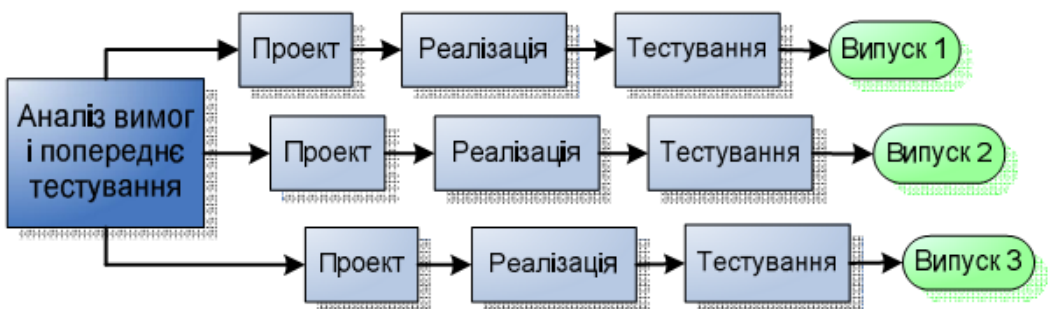 Проект
Реалізація
Тестування
Випуск 1
Аналіз вимог
і попереднє
тестування
Проект
Реалізація
Тестування
Випуск 2
Проект
Реалізація
Тестування
Випуск 3